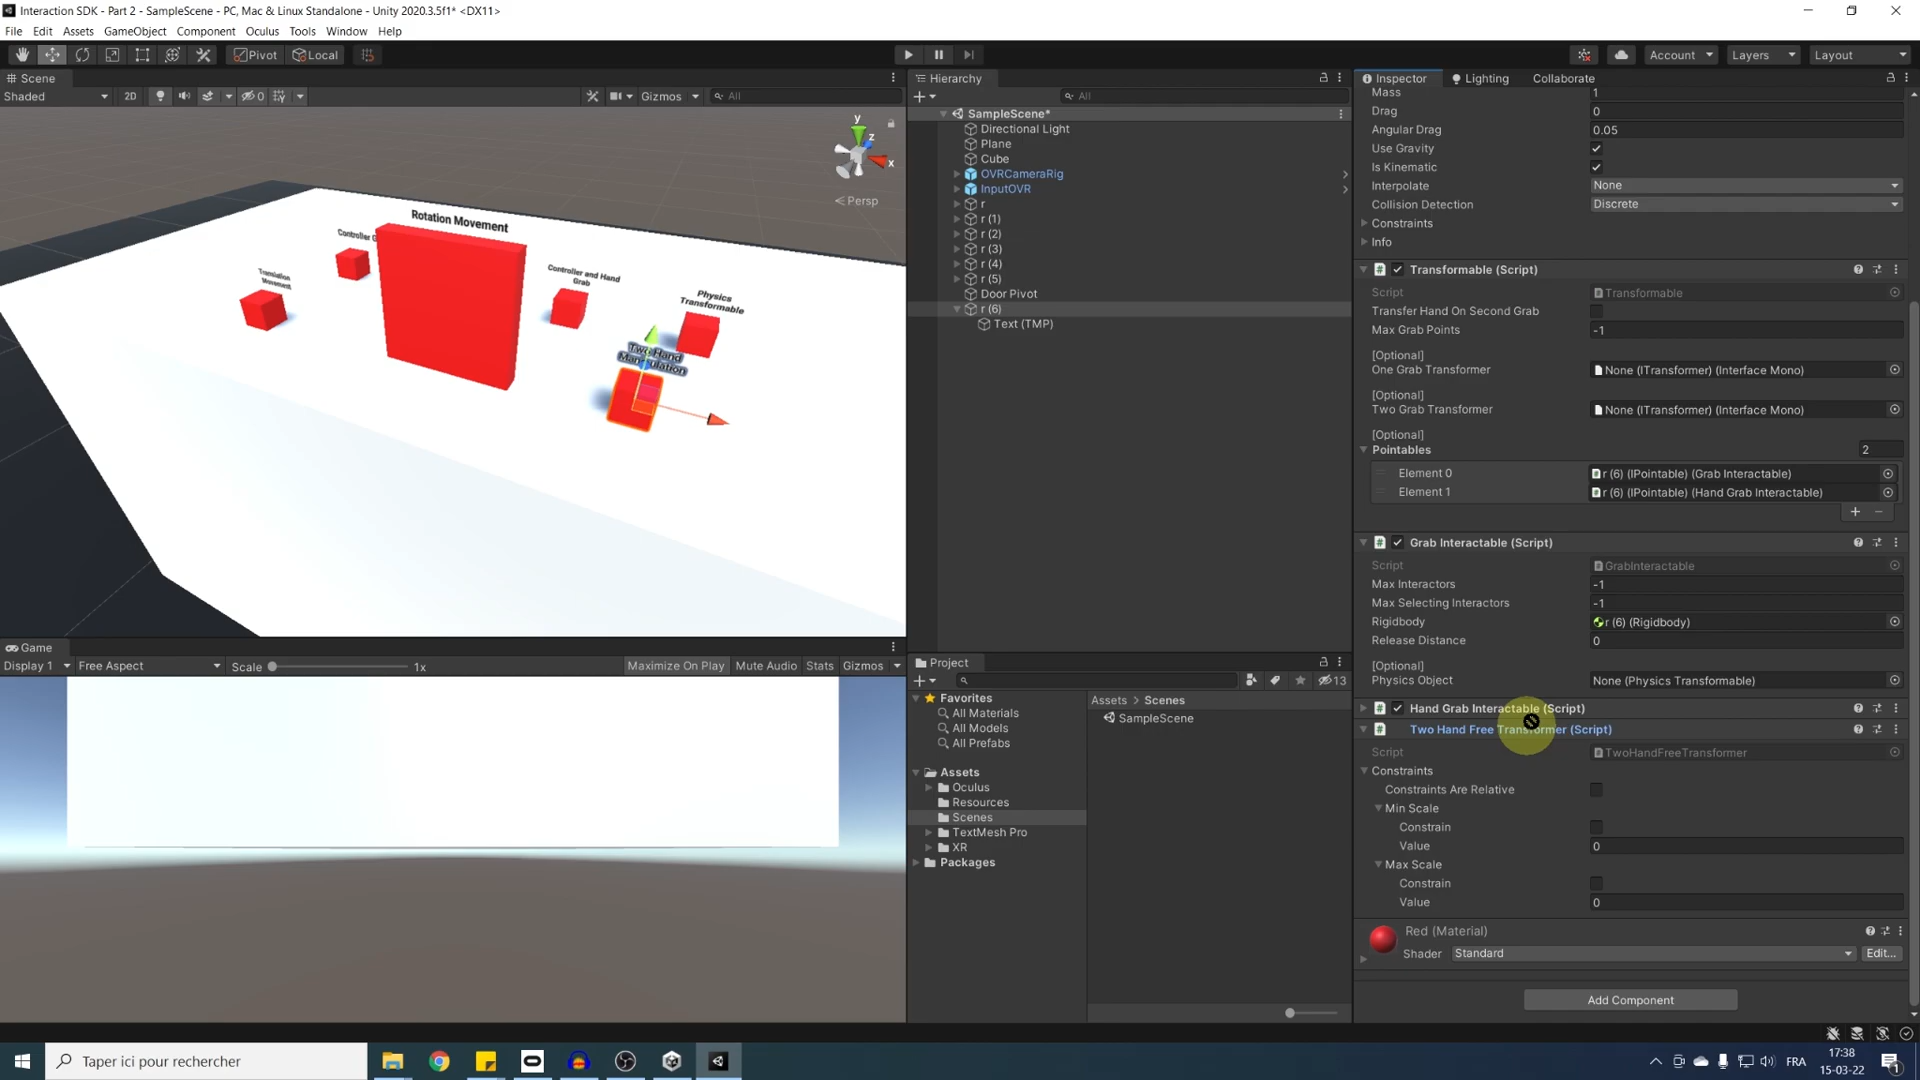 Interaction SDK - Part 2 - SampleScene - PC, Mac & Linux Standalone - Unity 2020.3.5f1* <DX11>
File Edit Assets GameObject Component Oculus Tools Window Help
Pivot Local
Account Layers Layout
Scene
Shaded 2D 0 Gizmos All
y
z
x
Persp
Rotation Movement
Controller G
Translation
Movement
Controller and Hand
Grab
Physics
Transformable
Two Hand
Manipulation
Game
Display 1 Free Aspect Scale 1x Maximize On Play Mute Audio Stats Gizmos
Hierarchy
All
SampleScene*
Directional Light
Plane
Cube
OVRCameraRig
InputOVR
r
r (1)
r (2)
r (3)
r (4)
r (5)
Door Pivot
r (6)
Text (TMP)
Project
13
Favorites
All Materials
All Models
All Prefabs
Assets
Oculus
Resources
Scenes
TextMesh Pro
XR
Packages
Assets > Scenes
SampleScene
Inspector Lighting Collaborate
Mass 1
Drag 0
Angular Drag 0.05
Use Gravity
Is Kinematic
Interpolate None
Collision Detection Discrete
Constraints
Info
Transformable (Script)
Script Transformable
Transfer Hand On Second Grab
Max Grab Points -1
[Optional]
One Grab Transformer None (ITransformer) (Interface Mono)
[Optional]
Two Grab Transformer None (ITransformer) (Interface Mono)
[Optional]
Pointables 2
Element 0 r (6) (IPointable) (Grab Interactable)
Element 1 r (6) (IPointable) (Hand Grab Interactable)
Grab Interactable (Script)
Script GrabInteractable
Max Interactors -1
Max Selecting Interactors -1
Rigidbody r (6) (Rigidbody)
Release Distance 0
[Optional]
Physics Object None (Physics Transformable)
Hand Grab Interactable (Script)
Two Hand Free Transformer (Script)
Script TwoHandFreeTransformer
Constraints
Constraints Are Relative
Min Scale
Constrain
Value 0
Max Scale
Constrain
Value 0
Red (Material)
Shader Standard Edit...
Add Component
Taper ici pour rechercher
FRA
17:38
15-03-22
1